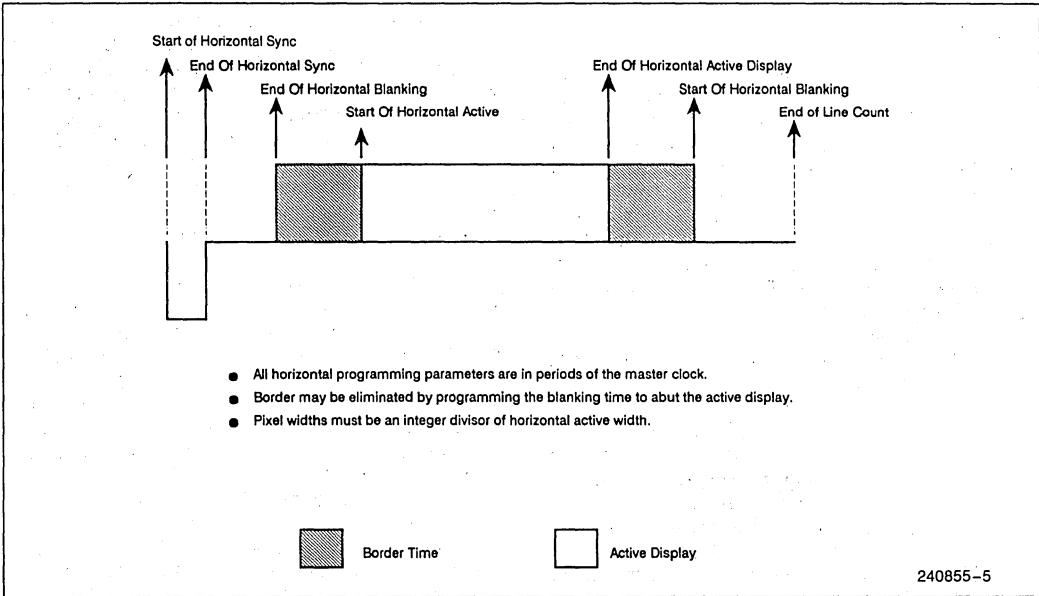 Start of Horizontal Sync
End Of Horizontal Sync
End Of Horizontal Active Display
End Of Horizontal Blanking
Start Of Horizontal Blanking
Start Of Horizontal Active
End of Line Count
● All horizontal programming parameters are in periods of the master clock.
● Border may be eliminated by programming the blanking time to abut the active display.
● Pixel widths must be an integer divisor of horizontal active width.
Border Time
Active Display
240855-5